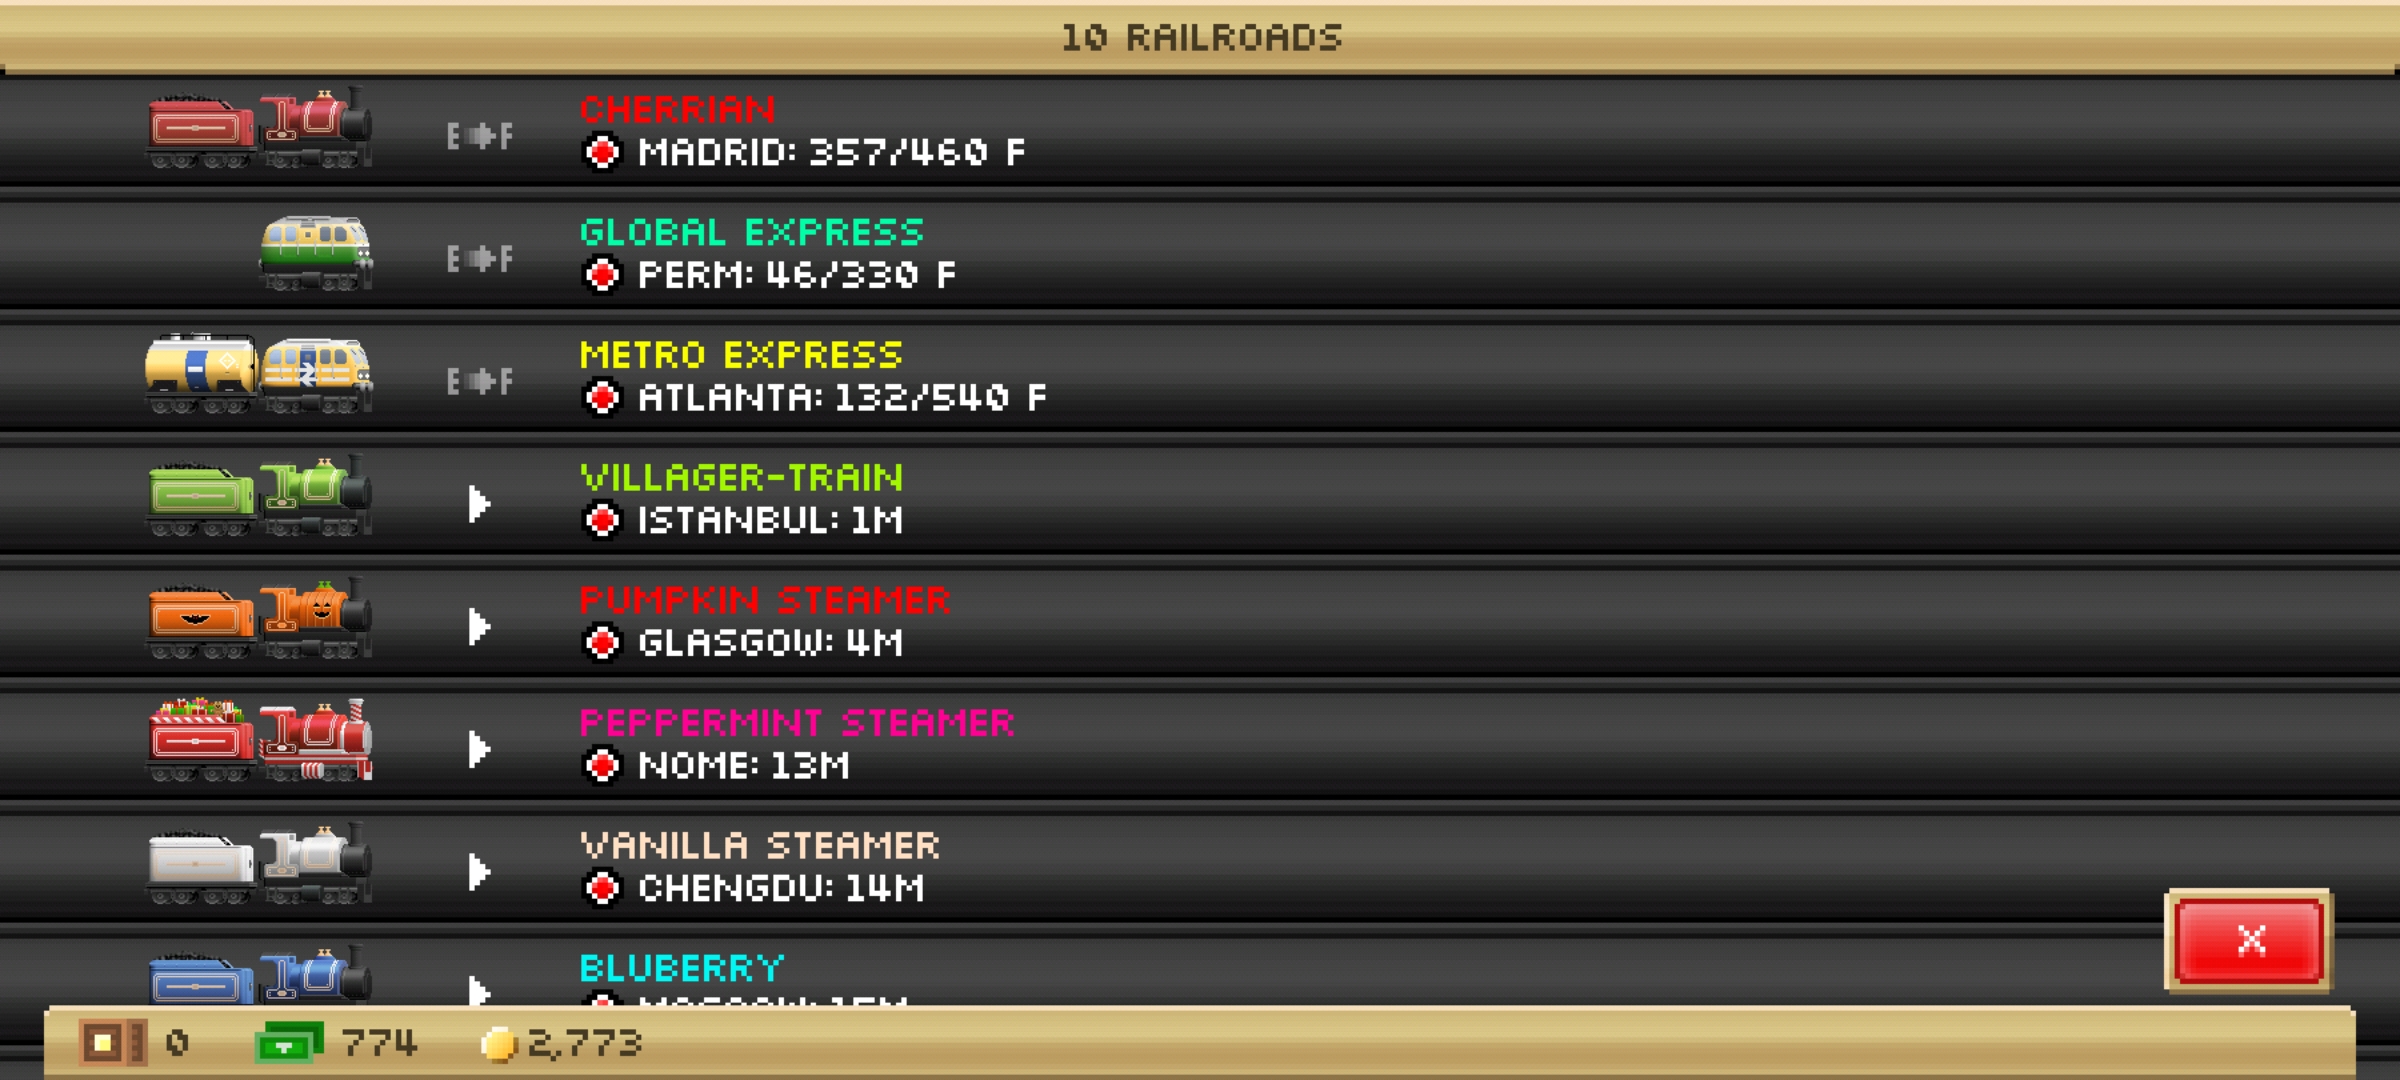 10 RAILROADS
CHERRIAN
E F
MADRID: 357/460 F
GLOBAL EXPRESS
E F
PERM: 46/330 F
METRO EXPRESS
E F
ATLANTA: 132/540 F
VILLAGER-TRAIN
ISTANBUL: 1M
PUMPKIN STEAMER
GLASGOW: 4M
PEPPERMINT STEAMER
NOME: 13M
VANILLA STEAMER
CHENGDU: 14M
BLUBERRY
X
0 774 2,773